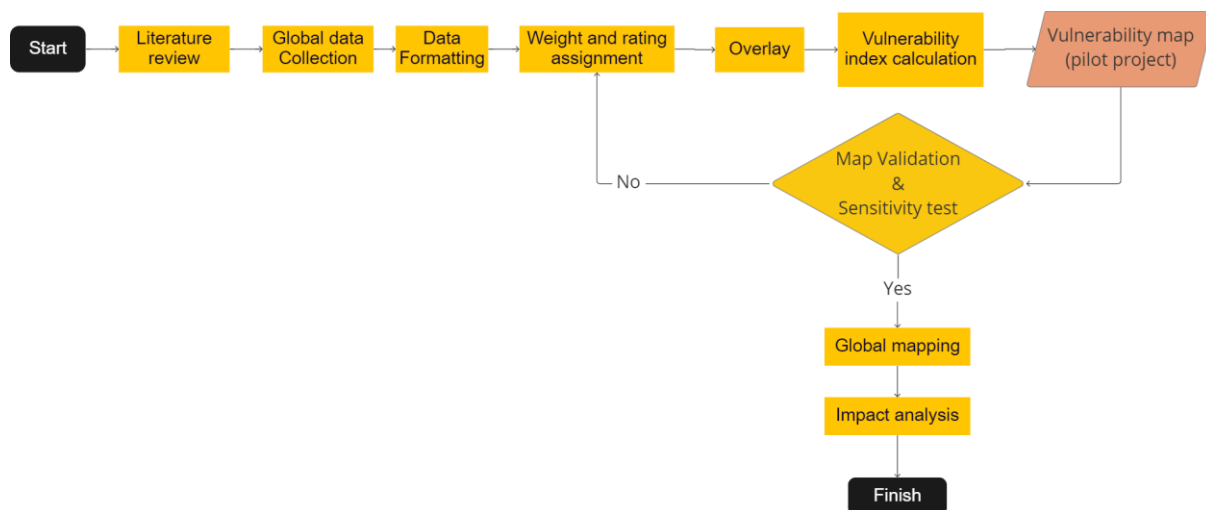 Start
Literature
review
Global data
Collection
Data
Formatting
Weight and rating
assignment
Overlay
Vulnerability
index calculation
Vulnerability map
(pilot project)
Map Validation
&
Sensitivity test
No
Yes
Global mapping
Impact analysis
Finish